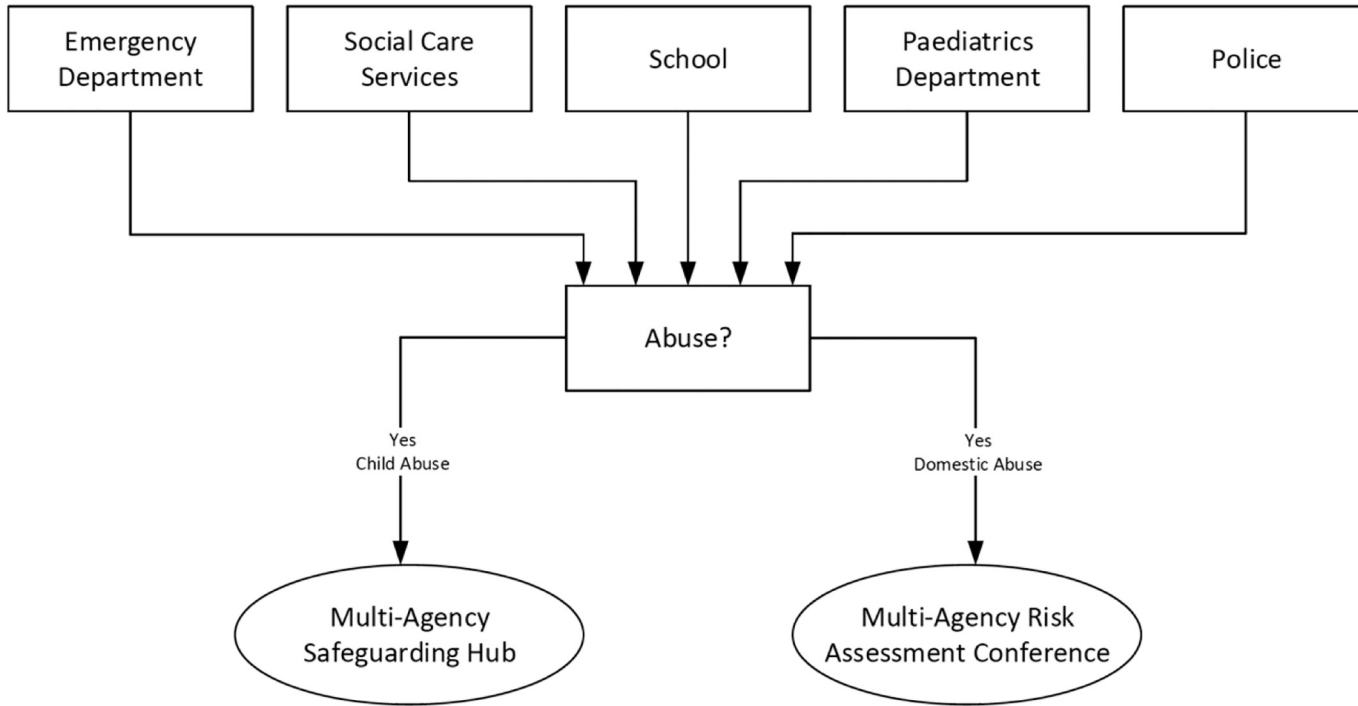 Emergency
Department
Social Care
Services
School
Paediatrics
Department
Police
Abuse?
Yes
Child Abuse
Yes
Domestic Abuse
Multi-Agency
Safeguarding Hub
Multi-Agency Risk
Assessment Conference